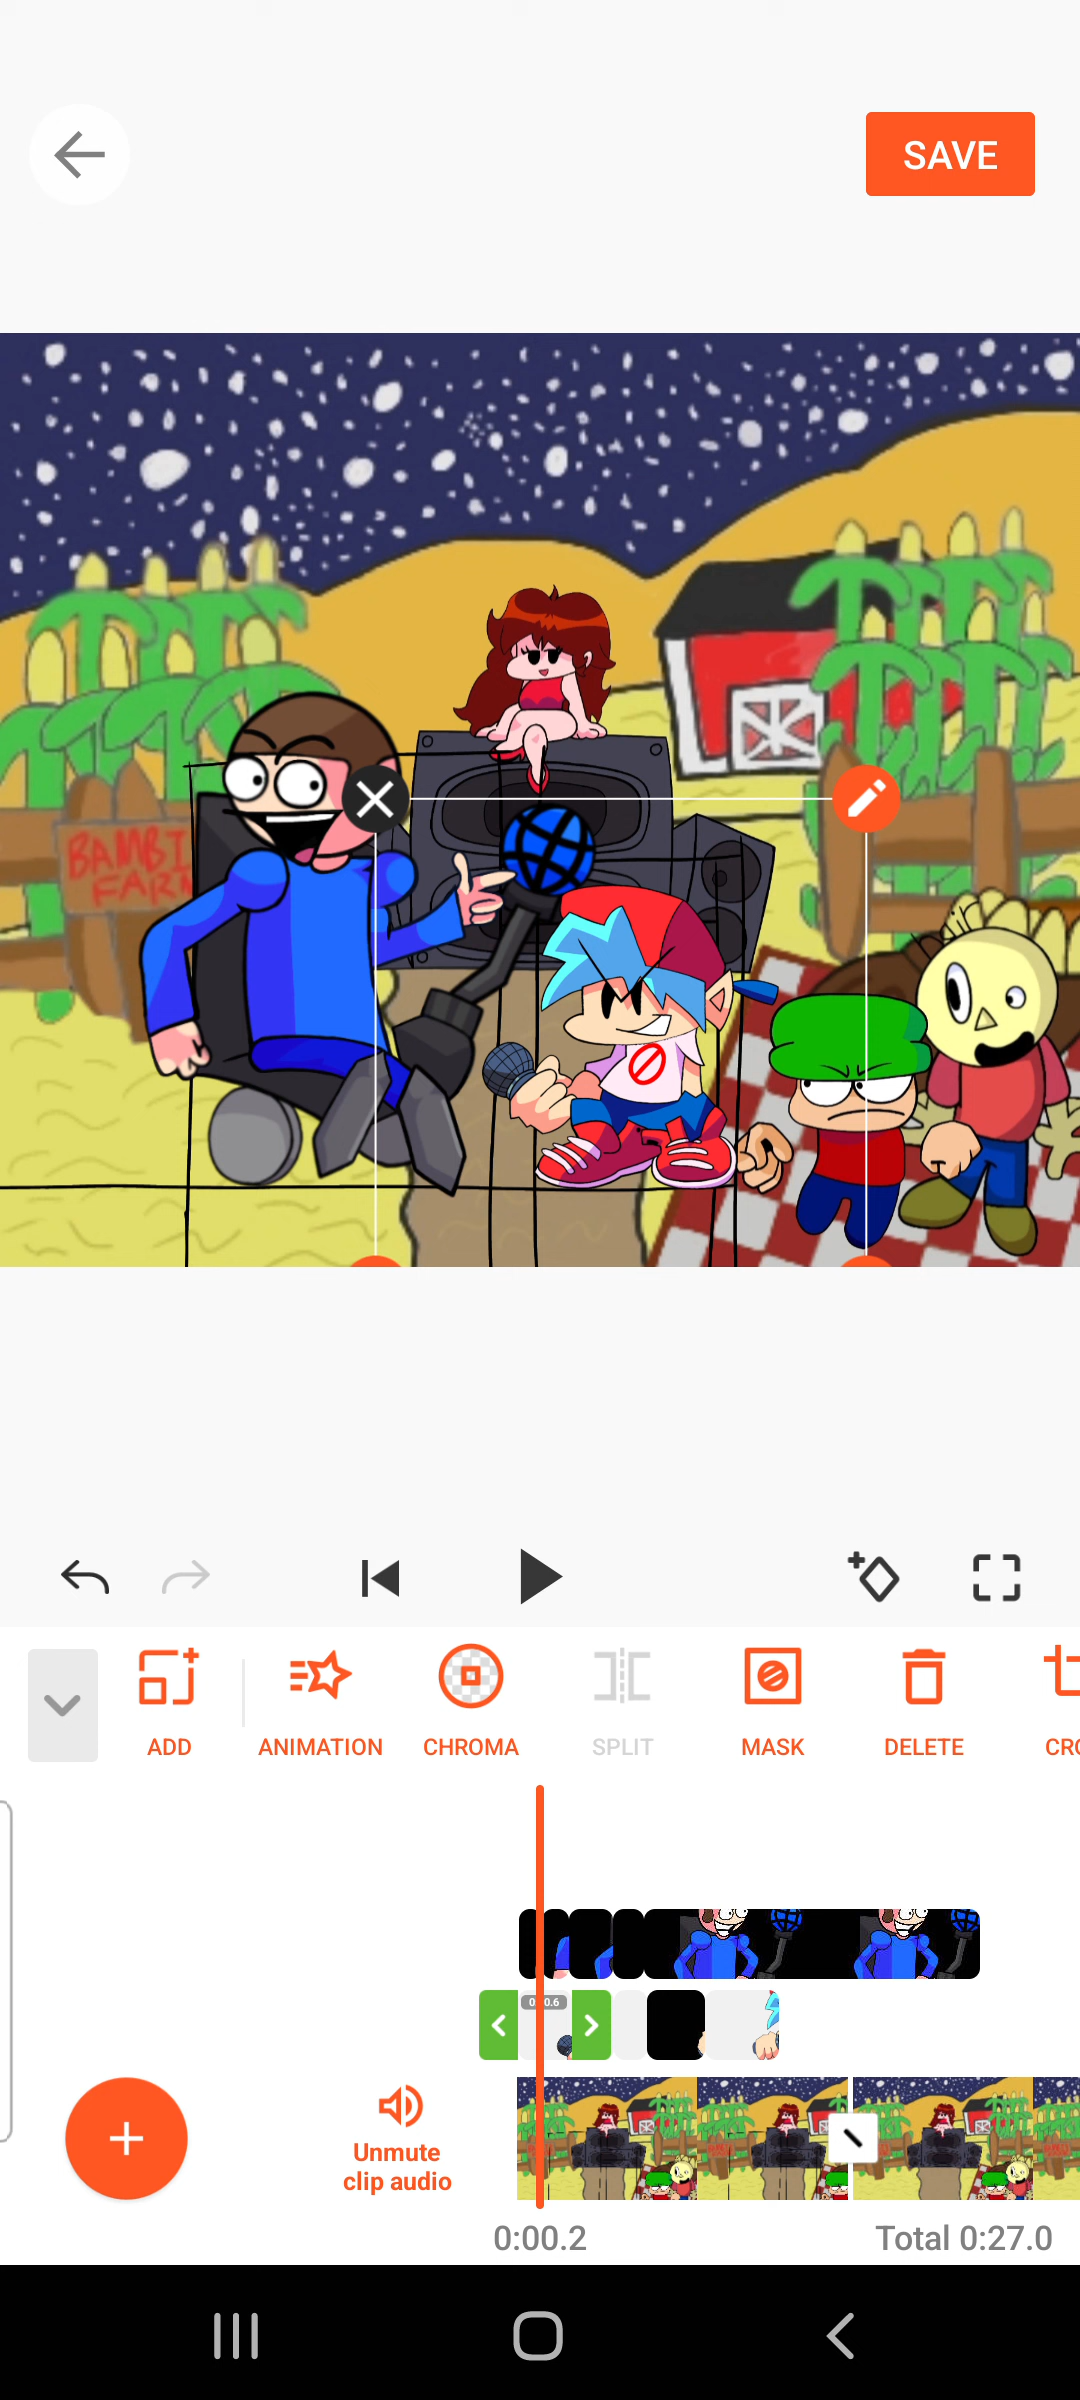 SAVE
BAMBI
FARM
ADD
ANIMATION
CHROMA
SPLIT
MASK
DELETE
CRO
Unmute
clip audio
0:00.2
Total 0:27.0